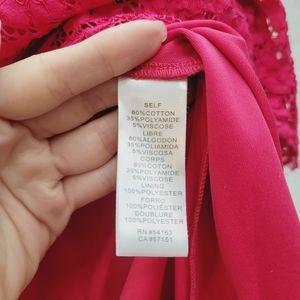 SELF
60%COTTON
35%POLYAMIDE
5%VISCOSE
LIBRE
60%ALGODON
35%POLIAMIDA
5%VISCOSA
CORPS
60%COTON
35%POLYAMIDE
5%VISCOSE
LINING
100%POLYESTER
FORRO
100%POLIÉSTER
DOUBLURE
100%POLYESTER
RN #54163
CA #57151